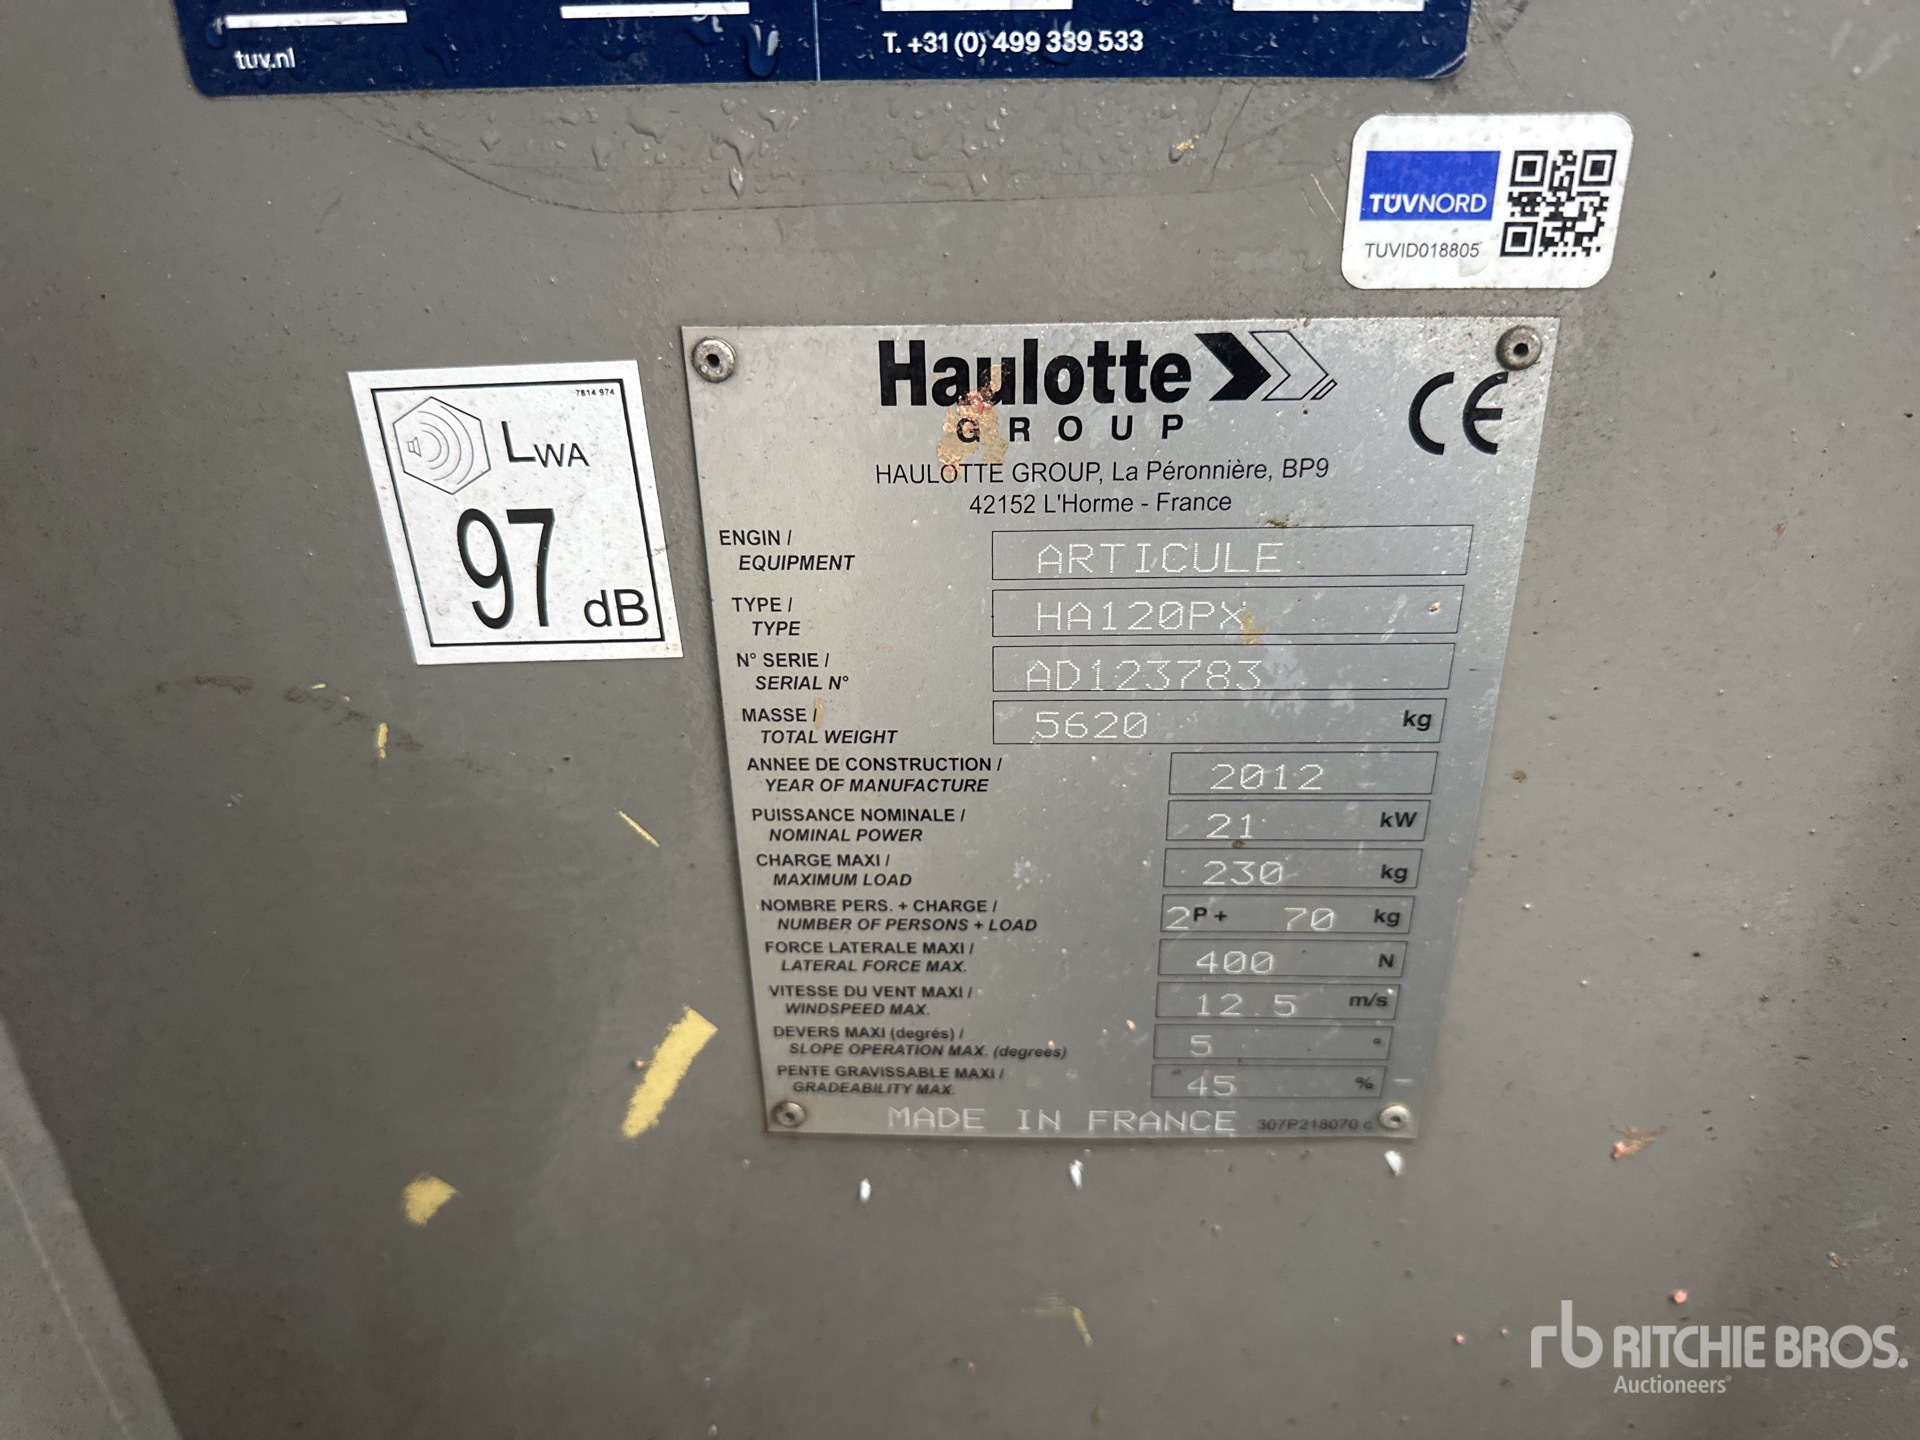 tuv.nl
T. +31 (0) 499 339 533
TÜVNORD
TUVID018805
7814 974
LWA
97 dB
Haulotte
GROUP
CE
HAULOTTE GROUP, La Péronnière, BP9
42152 L'Horme - France
ENGIN /
EQUIPMENT
ARTICULE
TYPE /
TYPE
HA120PX
N° SERIE /
SERIAL N°
AD123783
MASSE /
TOTAL WEIGHT
5620 kg
ANNEE DE CONSTRUCTION /
YEAR OF MANUFACTURE
2012
PUISSANCE NOMINALE /
NOMINAL POWER
21 kW
CHARGE MAXI /
MAXIMUM LOAD
230 kg
NOMBRE PERS. + CHARGE /
NUMBER OF PERSONS + LOAD
2P + 70 kg
FORCE LATERALE MAXI /
LATERAL FORCE MAX.
400 N
VITESSE DU VENT MAXI /
WINDSPEED MAX.
12.5 m/s
DEVERS MAXI (degrés) /
SLOPE OPERATION MAX. (degrees)
5 °
PENTE GRAVISSABLE MAXI /
GRADEABILITY MAX.
45 %
MADE IN FRANCE
307P218070 c
rb RITCHIE BROS.
Auctioneers